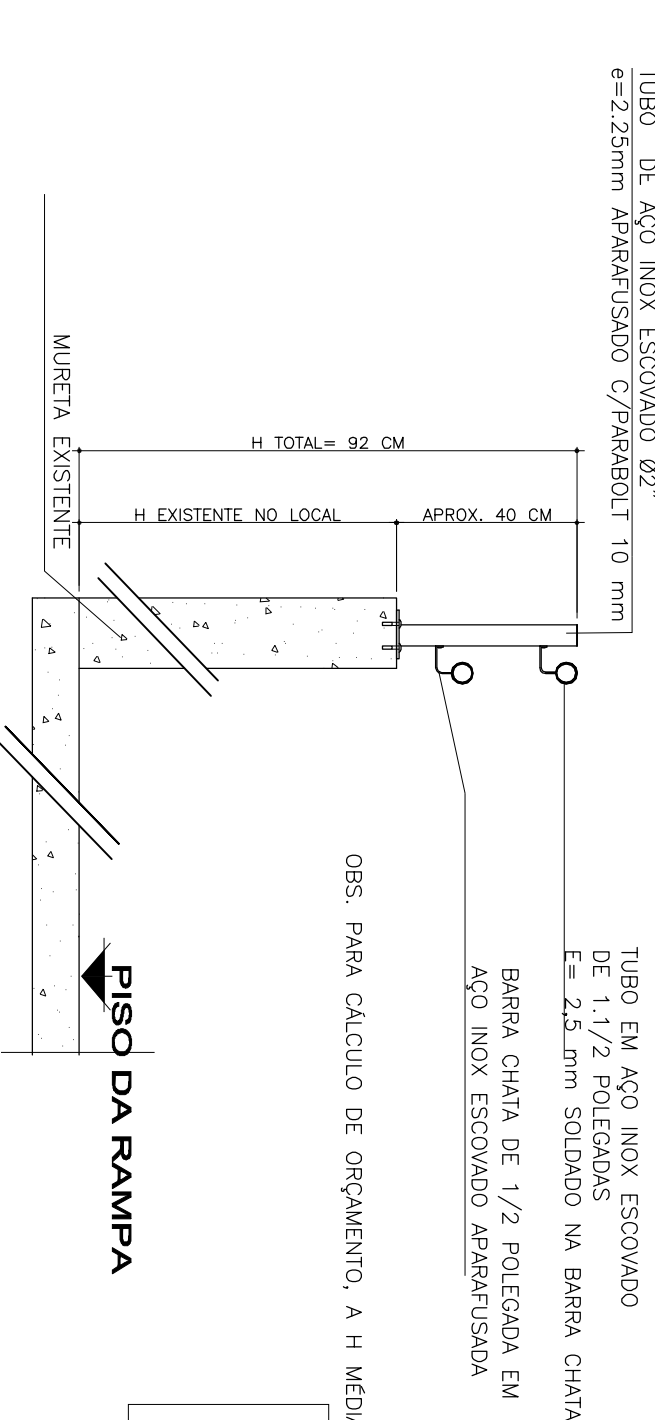 TUBO DE AÇO INOX ESCOVADO Ø2"
e=2.25mm APARAFUSADO C/PARABOLT 10 mm
MURETA EXISTENTE
H TOTAL= 92 CM
H EXISTENTE NO LOCAL
APROX. 40 CM
TUBO EM AÇO INOX ESCOVADO
DE 1.1/2 POLEGADAS
E= 2,5 mm SOLDADO NA BARRA CHATA
BARRA CHATA DE 1/2 POLEGADA EM
AÇO INOX ESCOVADO APARAFUSADA
OBS. PARA CÁLCULO DE ORÇAMENTO, A H MÉDIA
PISO DA RAMPA